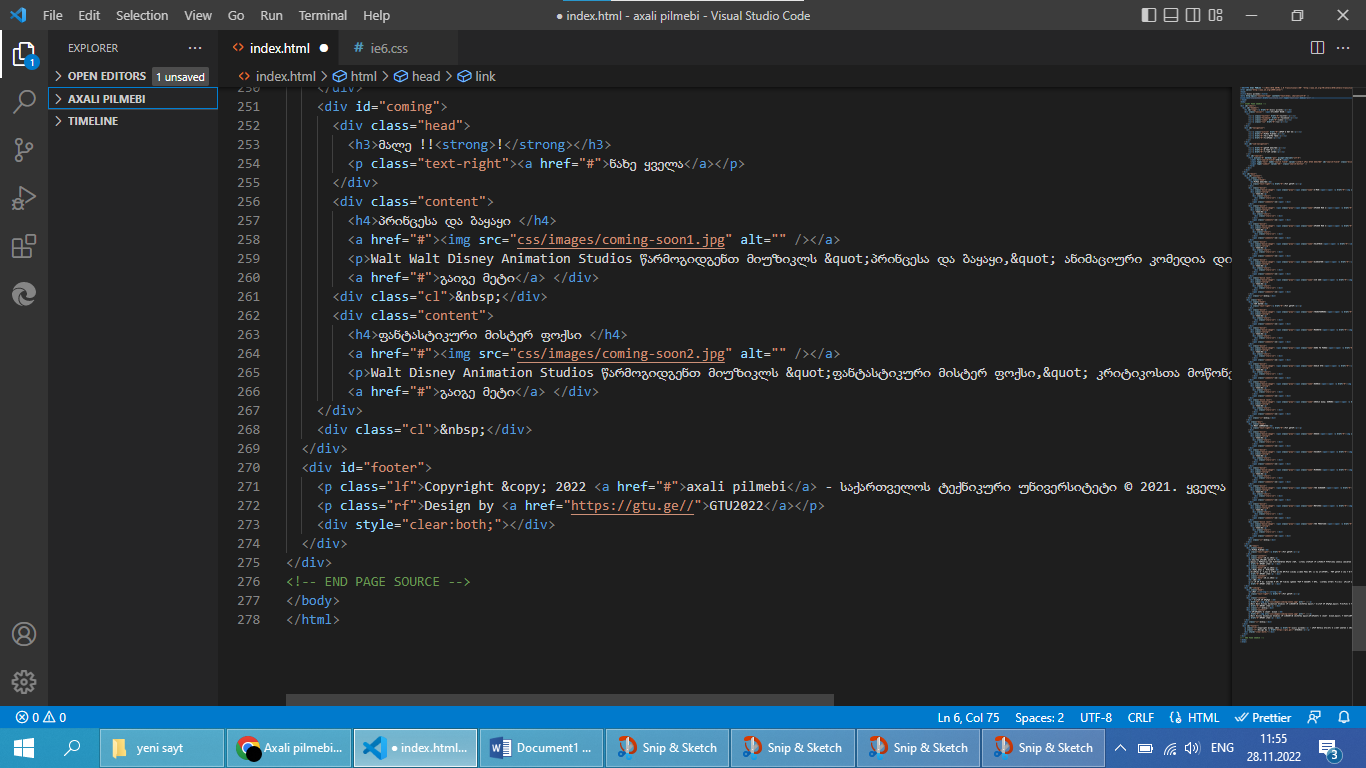 File Edit Selection View Go Run Terminal Help
● index.html - axali pilmebi - Visual Studio Code
EXPLORER
OPEN EDITORS 1 unsaved
AXALI PILMEBI
TIMELINE
1
index.html ● # ie6.css
index.html > html > head > link
250 </div>
251 <div id="coming">
252 <div class="head">
253 <h3>მალე !!<strong>!</strong></h3>
254 <p class="text-right"><a href="#">ნახე ყველა</a></p>
255 </div>
256 <div class="content">
257 <h4>პრინცესა და ბაყაყი </h4>
258 <a href="#"><img src="css/images/coming-soon1.jpg" alt="" /></a>
259 <p>Walt Walt Disney Animation Studios წარმოგიდგენთ მიუზიკლს &quot;პრინცესა და ბაყაყი,&quot; ანიმაციური კომედია
260 <a href="#">გაიგე მეტი</a> </div>
261 <div class="cl">&nbsp;</div>
262 <div class="content">
263 <h4>ფანტასტიკური მისტერ ფოქსი </h4>
264 <a href="#"><img src="css/images/coming-soon2.jpg" alt="" /></a>
265 <p>Walt Disney Animation Studios წარმოგიდგენთ მიუზიკლს &quot;ფანტასტიკური მისტერ ფოქსი,&quot; კრიტიკოსთა
266 <a href="#">გაიგე მეტი</a> </div>
267 </div>
268 <div class="cl">&nbsp;</div>
269 </div>
270 <div id="footer">
271 <p class="lf">Copyright &copy; 2022 <a href="#">axali pilmebi</a> - საქართველოს ტექნიკური უნივერსიტეტი © 2021. ყველა
272 <p class="rf">Design by <a href="https://gtu.ge//">GTU2022</a></p>
273 <div style="clear:both;"></div>
274 </div>
275 </div>
276 <!-- END PAGE SOURCE -->
277 </body>
278 </html>
0 0 Ln 6, Col 75 Spaces: 2 UTF-8 CRLF HTML Prettier
yeni sayt Axali pilmebi... ● index.html... Document1 ... Snip & Sketch Snip & Sketch Snip & Sketch Snip & Sketch ENG 11:55
28.11.2022 3